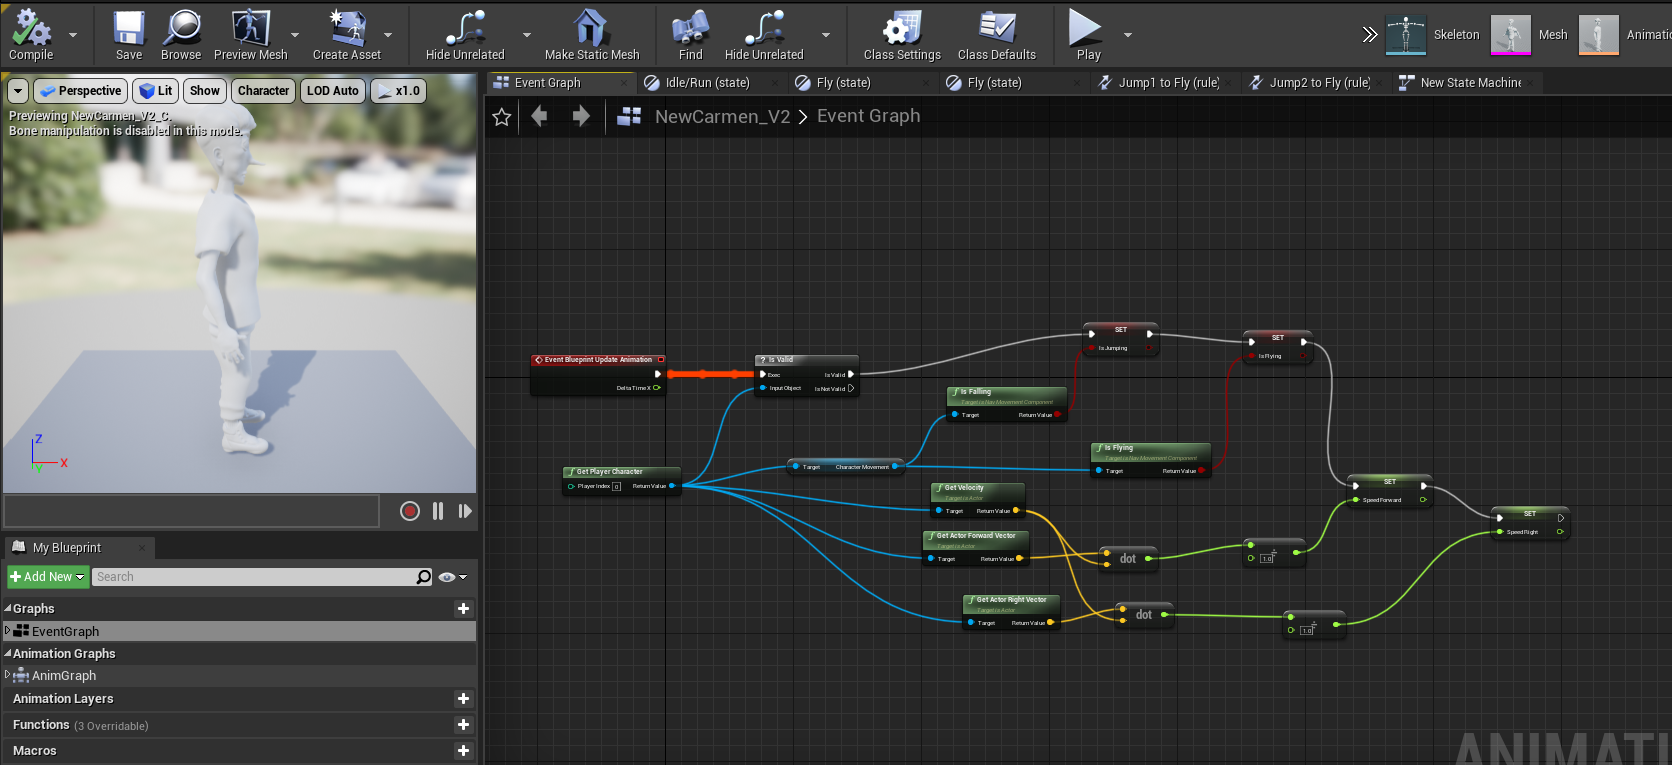 Compile
Save
Browse
Preview Mesh
Create Asset
Hide Unrelated
Make Static Mesh
Find
Hide Unrelated
Class Settings
Class Defaults
Play
Skeleton
Mesh
Animatio
Perspective
Lit
Show
Character
LOD Auto
x1.0
Previewing NewCarmen_V2_C.
Bone manipulation is disabled in this mode.
Z
Y
X
Event Graph
Idle/Run (state)
Fly (state)
Fly (state)
Jump1 to Fly (rule)
Jump2 to Fly (rule)
New State Machine
NewCarmen_V2 > Event Graph
Event Blueprint Update Animation
Delta Time X
? Is Valid
Exec
Is Valid
Input Object
Is Not Valid
SET
Is Jumping
SET
Is Flying
f Is Falling
Target is Nav Movement Component
Target
Return Value
f Is Flying
Target is Nav Movement Component
Target
Return Value
f Get Player Character
Player Index 0
Return Value
Target
Character Movement
f Get Velocity
Target is Actor
Target
Return Value
f Get Actor Forward Vector
Target is Actor
Target
Return Value
f Get Actor Right Vector
Target is Actor
Target
Return Value
dot
dot
÷
1.0
÷
1.0
SET
Speed Forward
SET
Speed Right
ANIMATI
My Blueprint
Add New
Search
Graphs
EventGraph
Animation Graphs
AnimGraph
Animation Layers
Functions (3 Overridable)
Macros